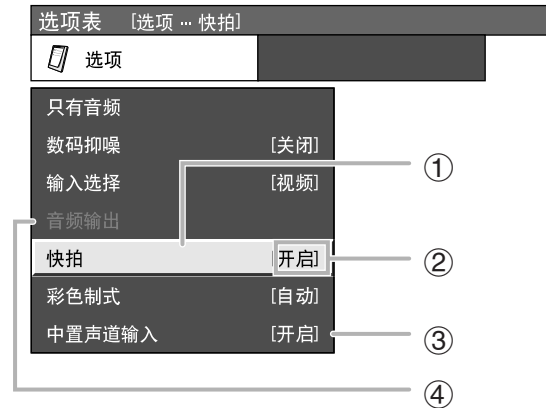 选项表 [选项 ··· 快拍]
选项
只有音频
数码抑噪 [关闭]
输入选择 [视频]
音频输出
快拍 [开启]
彩色制式 [自动]
中置声道输入 [开启]
①
②
③
④